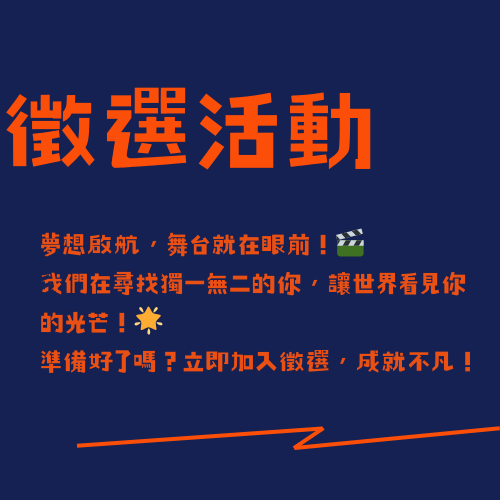 徵選活動
夢想啟航，舞台就在眼前！🎬
我們在尋找獨一無二的你，讓世界看見你
的光芒！🌟
準備好了嗎？立即加入徵選，成就不凡！